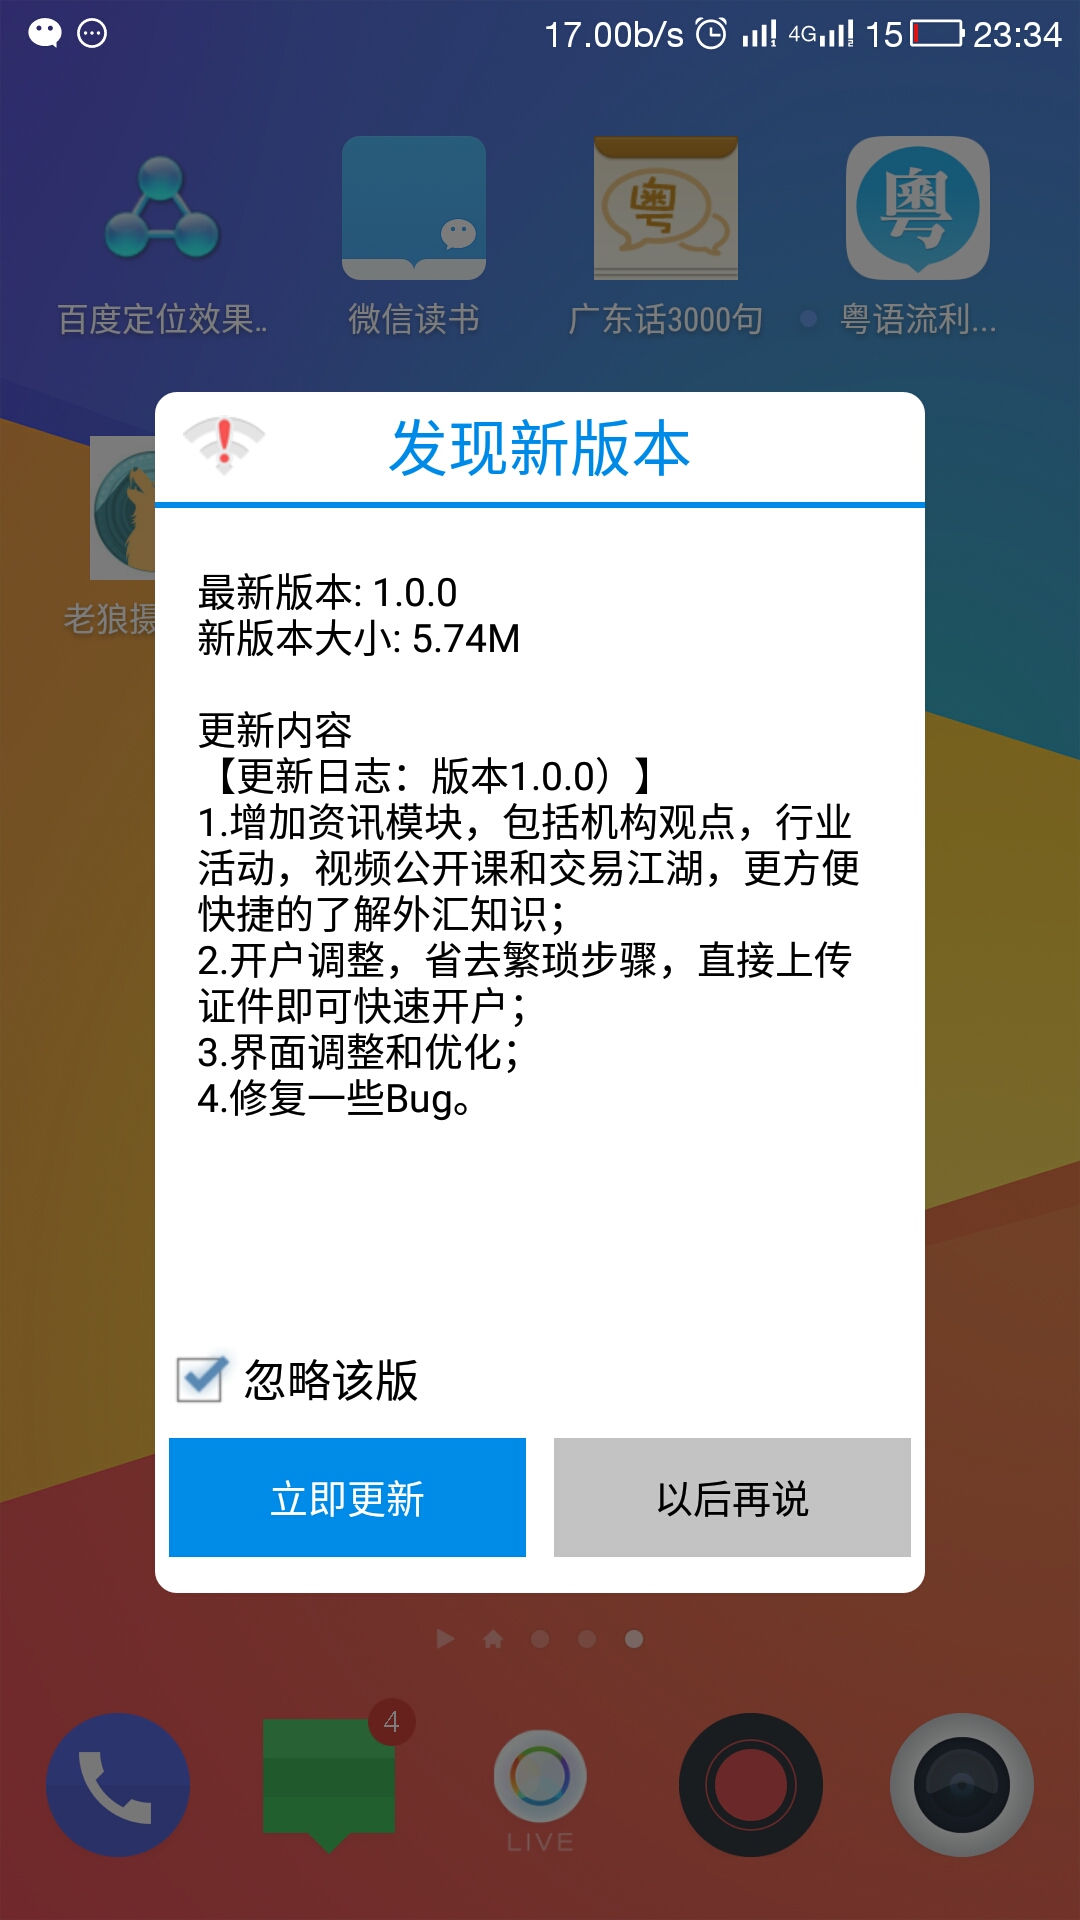 17.00b/s 4G 15 23:34
百度定位效果..
微信读书
广东话3000句
粤语流利...
粤
粤
老狼摄
发现新版本
最新版本: 1.0.0
新版本大小: 5.74M
更新内容
【更新日志：版本1.0.0）】
1.增加资讯模块，包括机构观点，行业
活动，视频公开课和交易江湖，更方便
快捷的了解外汇知识；
2.开户调整，省去繁琐步骤，直接上传
证件即可快速开户；
3.界面调整和优化；
4.修复一些Bug。
忽略该版
立即更新
以后再说
4
LIVE